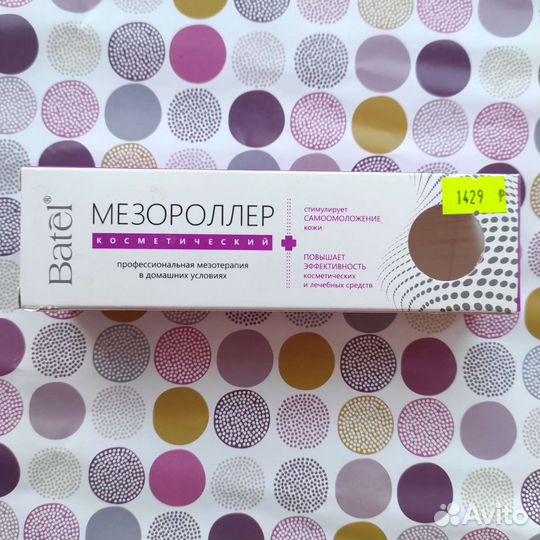 Batel®
МЕЗОРОЛЛЕР
КОСМЕТИЧЕСКИЙ
профессиональная мезотерапия
в домашних условиях
стимулирует
САМООМОЛОЖЕНИЕ
кожи
ПОВЫШАЕТ
ЭФФЕКТИВНОСТЬ
косметических
и лечебных средств
1429 Р
Avito